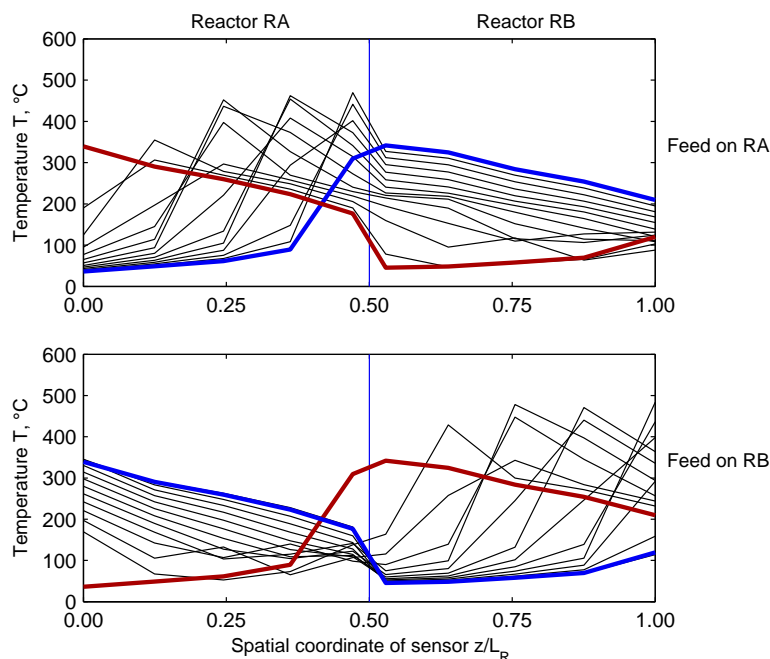 Reactor RA Reactor RB
600
500
400
300
200
100
0
Temperature T, °C
0.00 0.25 0.50 0.75 1.00
Feed on RA
600
500
400
300
200
100
0
Temperature T, °C
0.00 0.25 0.50 0.75 1.00
Feed on RB
Spatial coordinate of sensor z/L_R